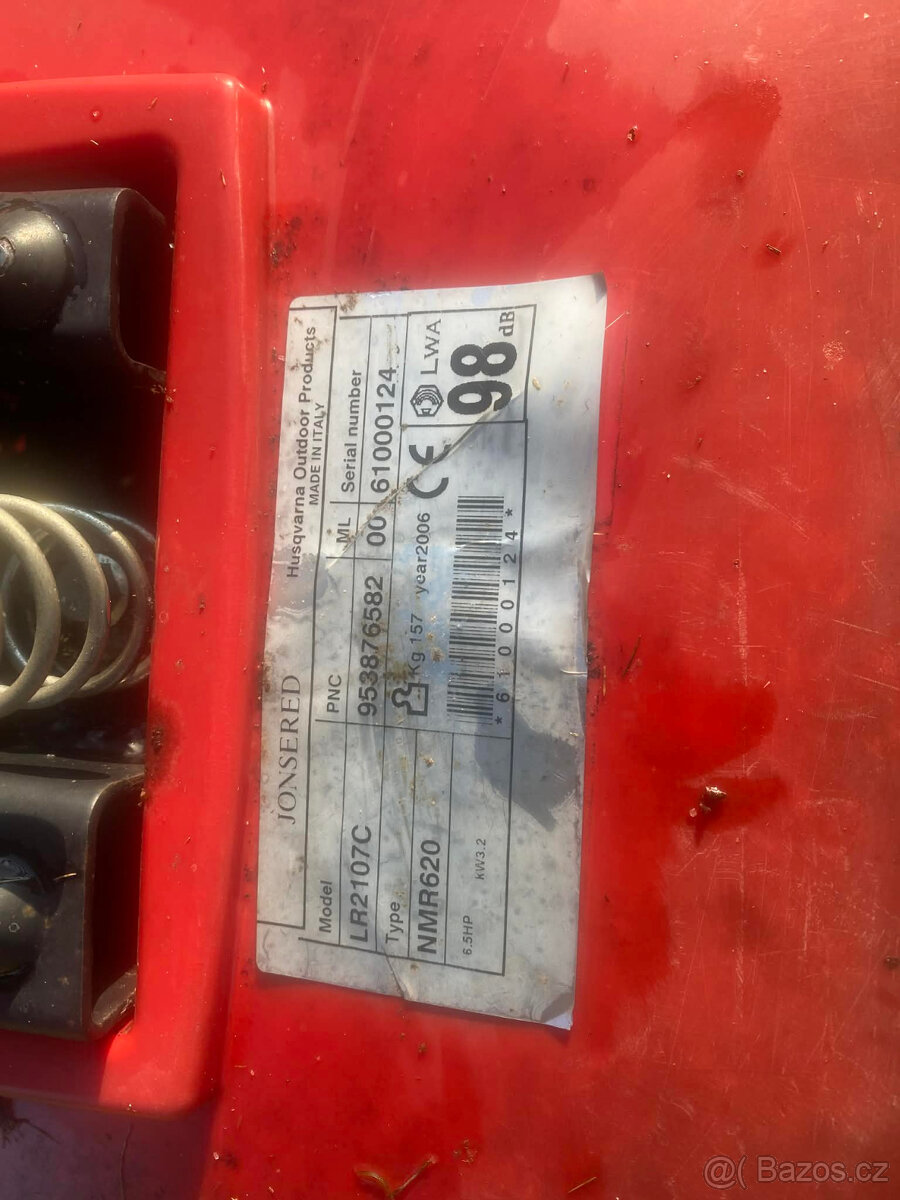 JONSERED
Husqvarna Outdoor Products
MADE IN ITALY
Model PNC ML Serial number
LR2107C 953876582 00 61000124
Type
NMR620
Kg 157 year2006 CE
LWA
98 dB
6.5HP kW3.2
*61000124*
@( Bazos.cz